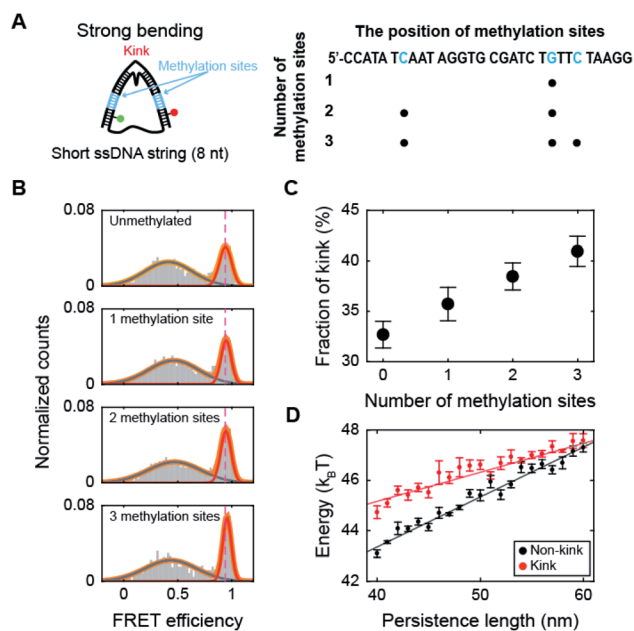 A
Strong bending
Kink
Methylation sites
Short ssDNA string (8 nt)
The position of methylation sites
5'-CCATA TCAAT AGGTG CGATC TGTTC TAAGG
Number of
methylation sites
1
2
3
B
0.08
Unmethylated
0
0.08
1 methylation site
0
0.08
2 methylation sites
0
0.08
3 methylation sites
0
0 0.5 1
FRET efficiency
Normalized counts
C
45
40
35
30
0 1 2 3
Fraction of kink (%)
Number of methylation sites
D
48
46
44
42
40 50 60
Energy (kBT)
Non-kink
Kink
Persistence length (nm)